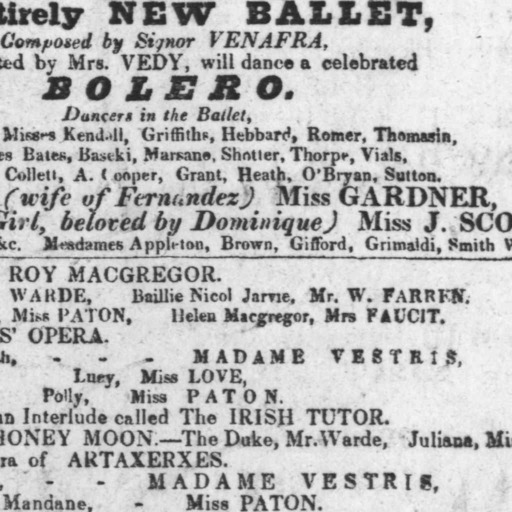 tirely NEW BALLET,
Composed by Signor VENAFRA,
ted by Mrs. VEDY, will dance a celebrated
BOLERO.
Dancers in the Ballet,
Misses Kendall, Griffiths, Hebbard, Romer, Thomasin,
es Bates, Baseki, Marsano, Shotter, Thorpe, Vials,
Collett, A. Cooper, Grant, Heath, O'Bryan, Sutton.
(wife of Fernandez) Miss GARDNER,
Girl, beloved by Dominique) Miss J. SCO
&c. Mesdames Appleton, Brown, Gifford, Grimaldi, Smith W
ROY MACGREGOR.
WARDE, Baillie Nicol Jarvie, Mr. W. FARREN.
Miss PATON, Helen Macgregor, Mrs FAUCIT.
S' OPERA.
h, - - - MADAME VESTRIS,
Lucy, Miss LOVE,
Polly, Miss PATON.
an Interlude called The IRISH TUTOR.
HONEY MOON.—The Duke, Mr. Warde, Juliana, Mi
ra of ARTAXERXES.
, - - MADAME VESTRIS,
Mandane, - Miss PATON.